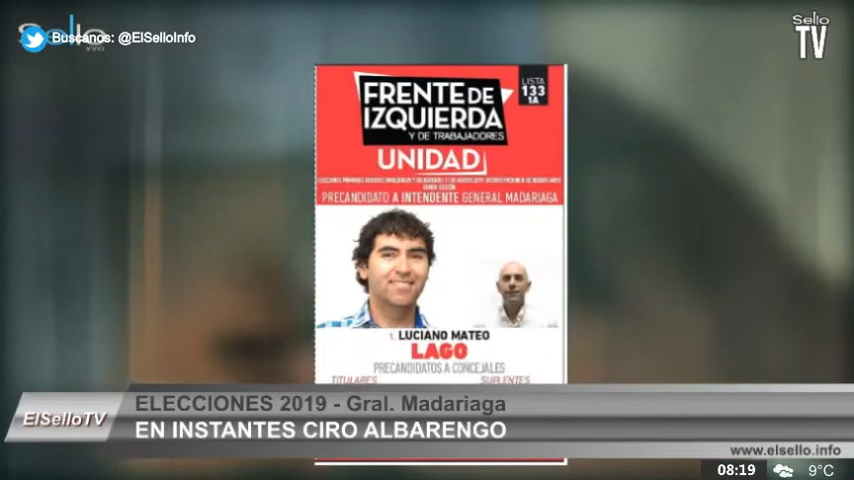 Sello
.INFO
Buscanos: @ElSelloInfo
Sello
TV
LISTA
133
1A
FRENTE DE
IZQUIERDA
Y DE TRABAJADORES
UNIDAD
PRECANDIDATO A INTENDENTE GENERAL MADARIAGA
1. LUCIANO MATEO
LAGO
PRECANDIDATOS A CONCEJALES
TITULARES SUPLENTES
ElSelloTV
ELECCIONES 2019 - Gral. Madariaga
EN INSTANTES CIRO ALBARENGO
www.elsello.info
08:19 9°C